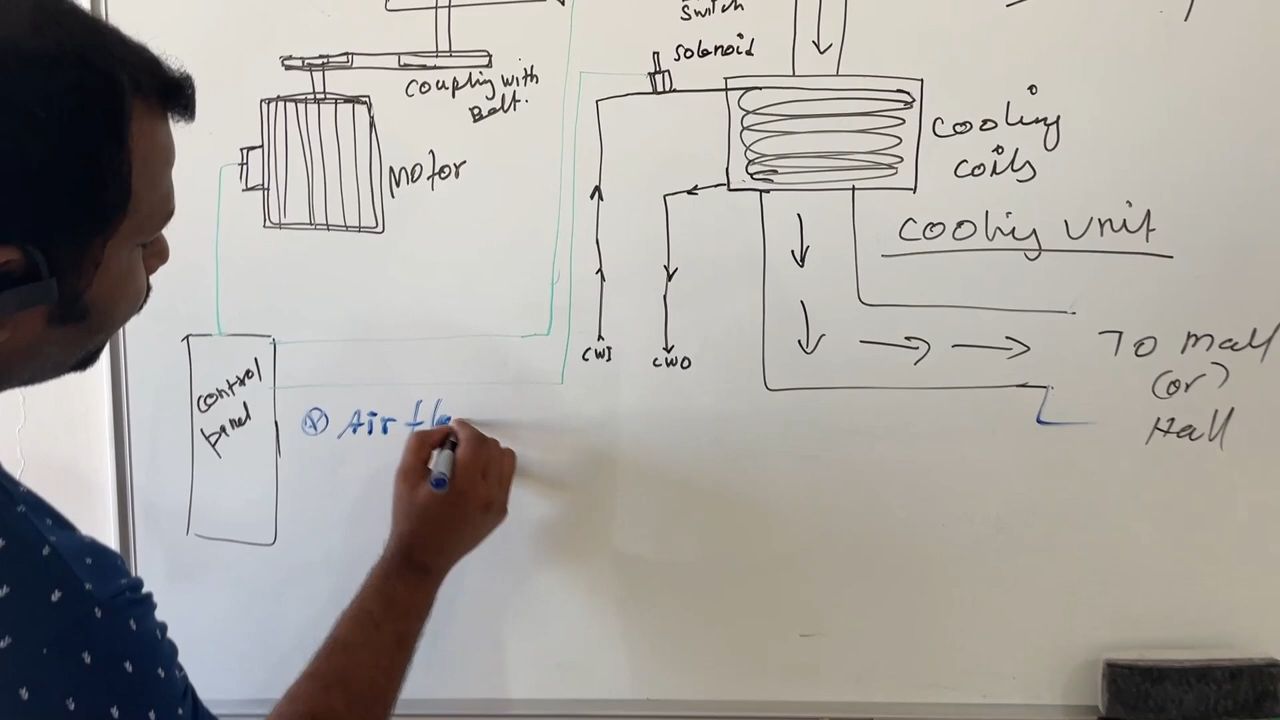 Switch
solenoid
coupling with
Belt.
Motor
cooling
coils
cooling unit
CWI
CWO
control
panel
To Mall
(or)
Hall
Air flo